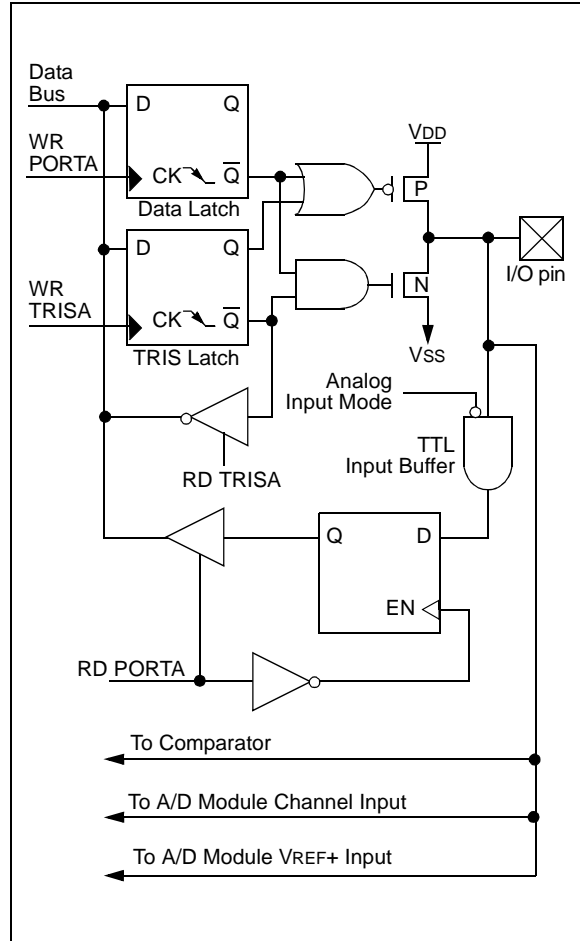 Data
Bus
D
Q
VDD
WR
PORTA
CK
Q
P
Data Latch
D
Q
I/O pin
N
WR
TRISA
CK
Q
VSS
TRIS Latch
Analog
Input Mode
TTL
Input Buffer
RD TRISA
Q
D
EN
RD PORTA
To Comparator
To A/D Module Channel Input
To A/D Module VREF+ Input